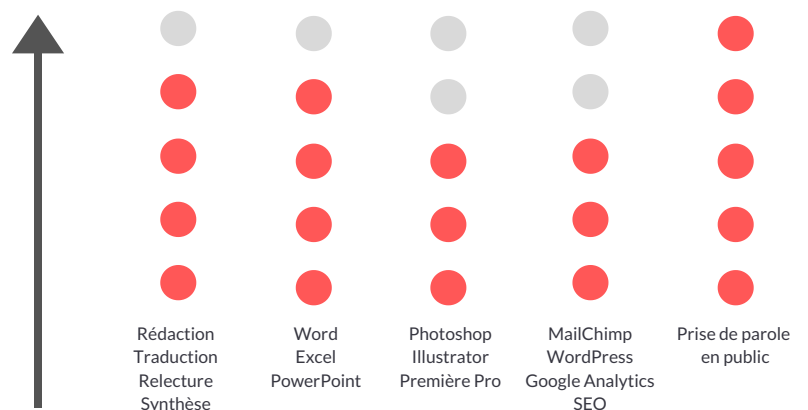 Rédaction
Traduction
Relecture
Synthèse
Word
Excel
PowerPoint
Photoshop
Illustrator
Première Pro
MailChimp
WordPress
Google Analytics
SEO
Prise de parole
en public